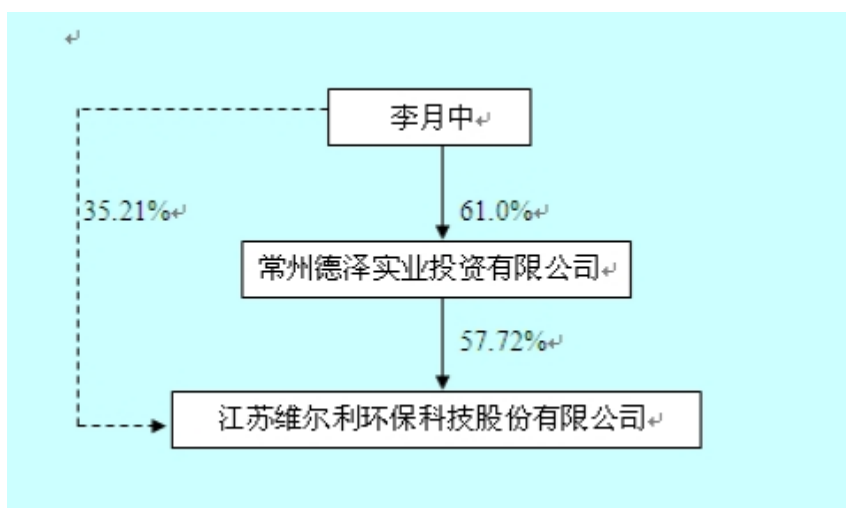 李月中
35.21%
61.0%
常州德泽实业投资有限公司
57.72%
江苏维尔利环保科技股份有限公司